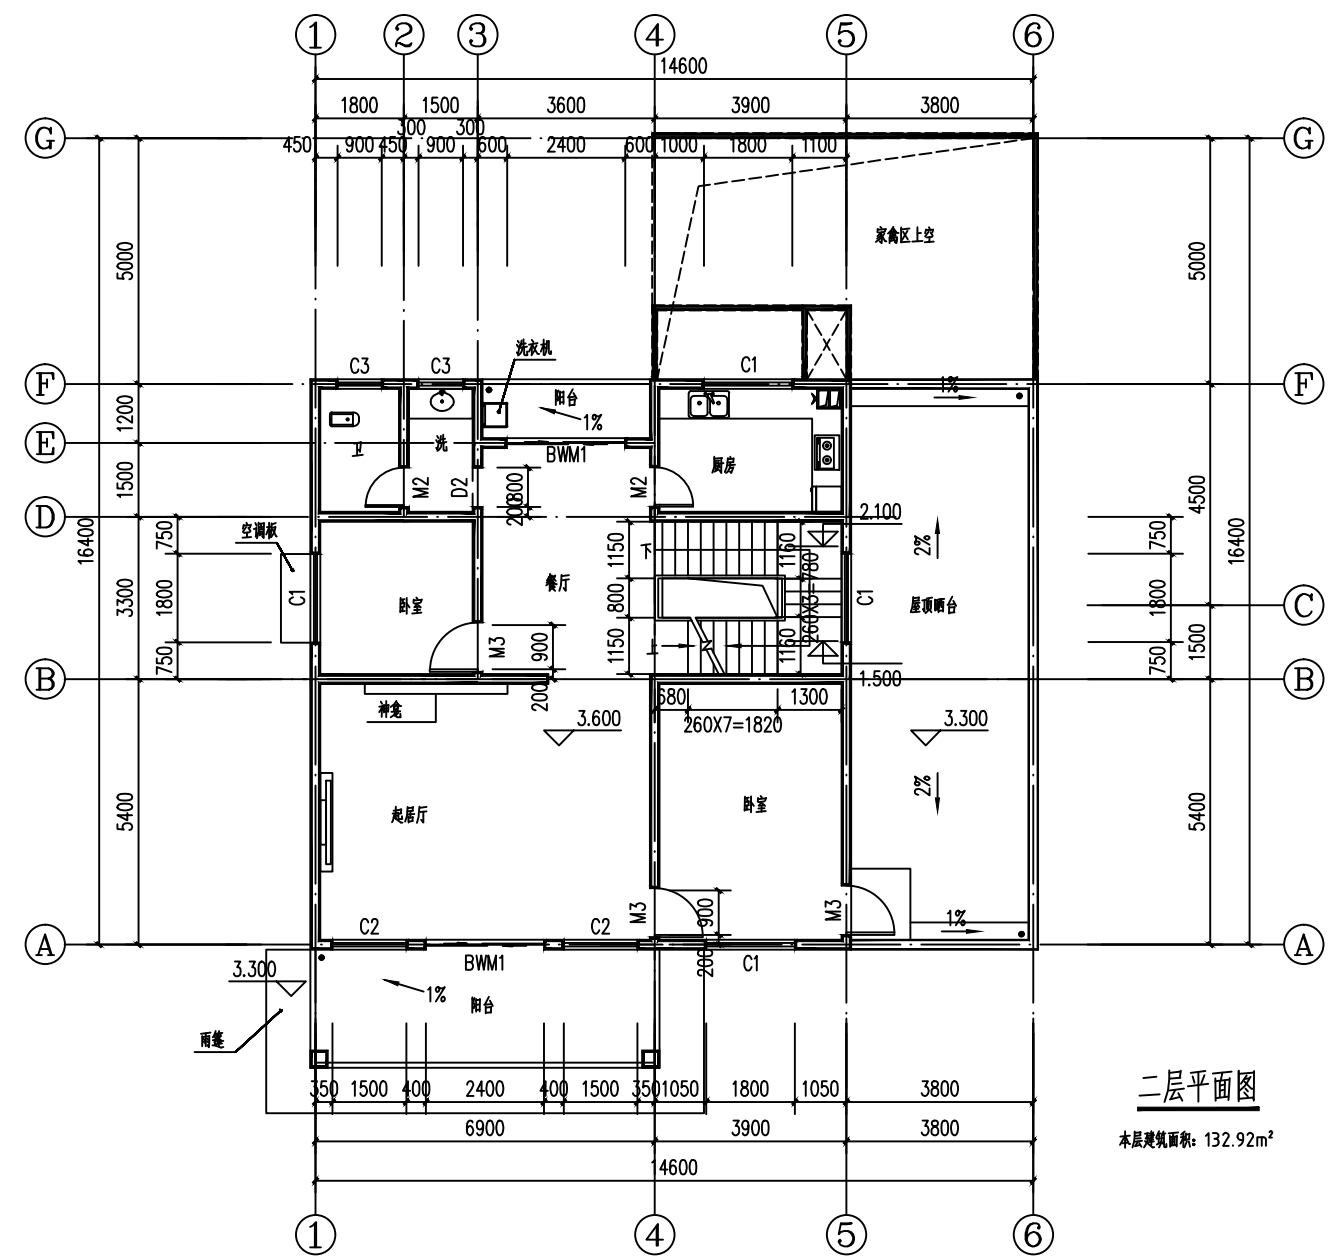 1 2 3 4 5 6
14600
1800 1500 3600 3900 3800
300 300
G G
450 900 450 900 600 2400 600 1000 1800 1100
家禽区上空
5000 5000
洗衣机
C3 C3 C1
F F
阳台 1%
1%
1200
E
洗
卫
BWM1
厨房
1500
M2 D2 800 M2
200
4500
D
2.100
16400 16400
空调板
750 1150 下 1160 2% 750
餐厅
3300 1800 C1 卧室 800 260X3=780 C1 屋顶晒台 1800
C
750 M3 900 1150 上 1160 750 1500
B B
200
1.500
神龛
680 1300
260X7=1820
3.600 3.300
2%
卧室
起居厅
5400 5400
M3 900 M3
C2 C2
1%
A A
200
BWM1 C1
3.300
1%
阳台
雨篷
350 1500 400 2400 400 1500 350 1050 1800 1050 3800
6900 3900 3800
14600
1 4 5 6
二层平面图
本层建筑面积: 132.92m²